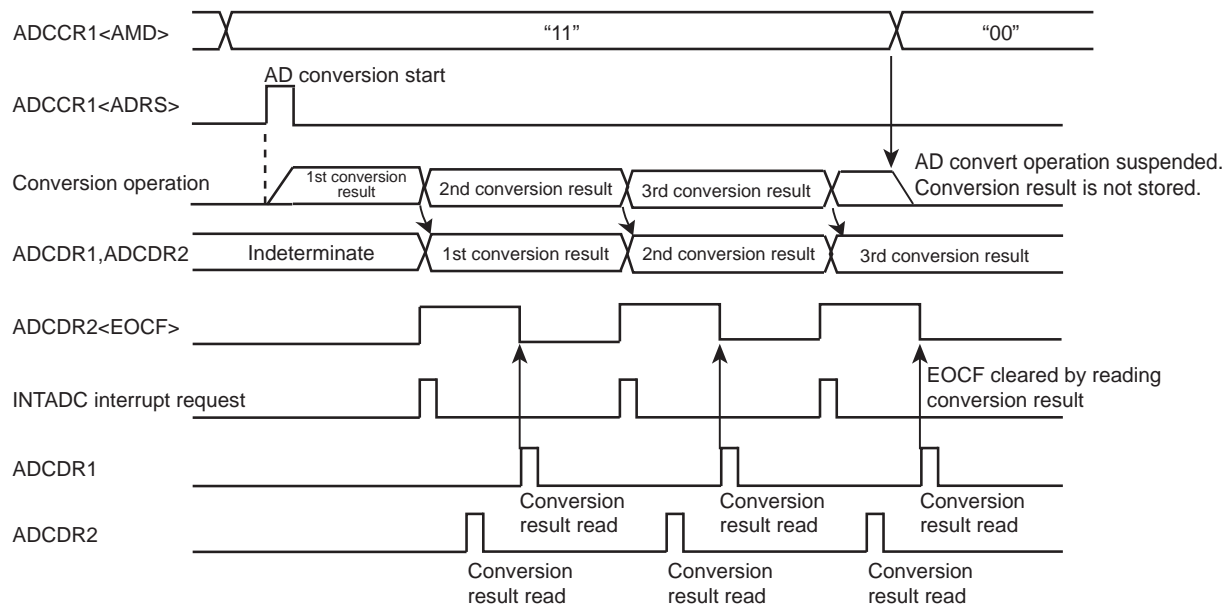 ADCCR1<AMD>
“11”
“00”
AD conversion start
ADCCR1<ADRS>
AD convert operation suspended.
Conversion result is not stored.
Conversion operation
1st conversion
result
2nd conversion result
3rd conversion result
ADCDR1,ADCDR2
Indeterminate
1st conversion result
2nd conversion result
3rd conversion result
ADCDR2<EOCF>
EOCF cleared by reading
conversion result
INTADC interrupt request
ADCDR1
Conversion
result read
Conversion
result read
Conversion
result read
ADCDR2
Conversion
result read
Conversion
result read
Conversion
result read